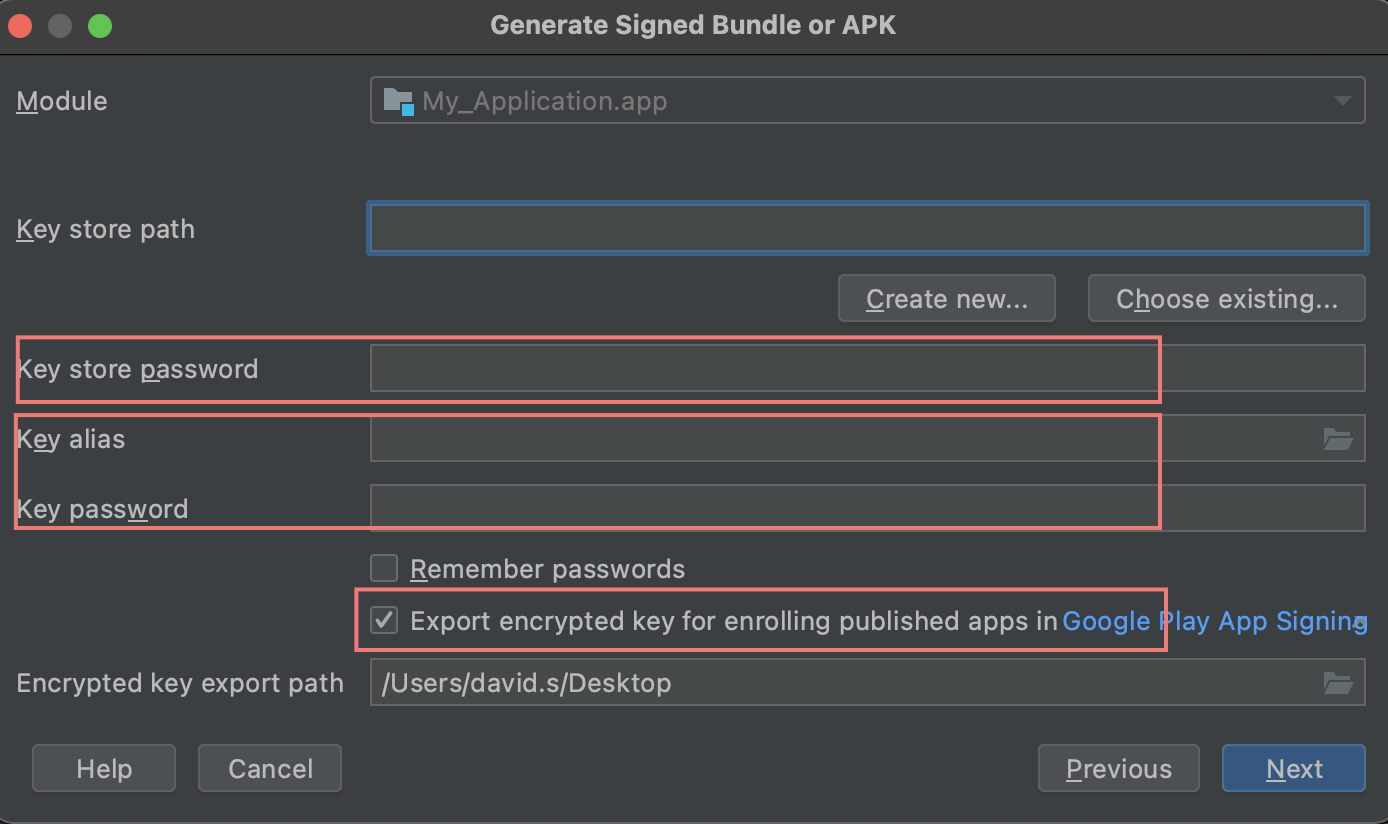 Generate Signed Bundle or APK
Module My_Application.app
Key store path
Create new... Choose existing...
Key store password
Key alias
Key password
Remember passwords
Export encrypted key for enrolling published apps in Google Play App Signing
Encrypted key export path /Users/david.s/Desktop
Help Cancel Previous Next